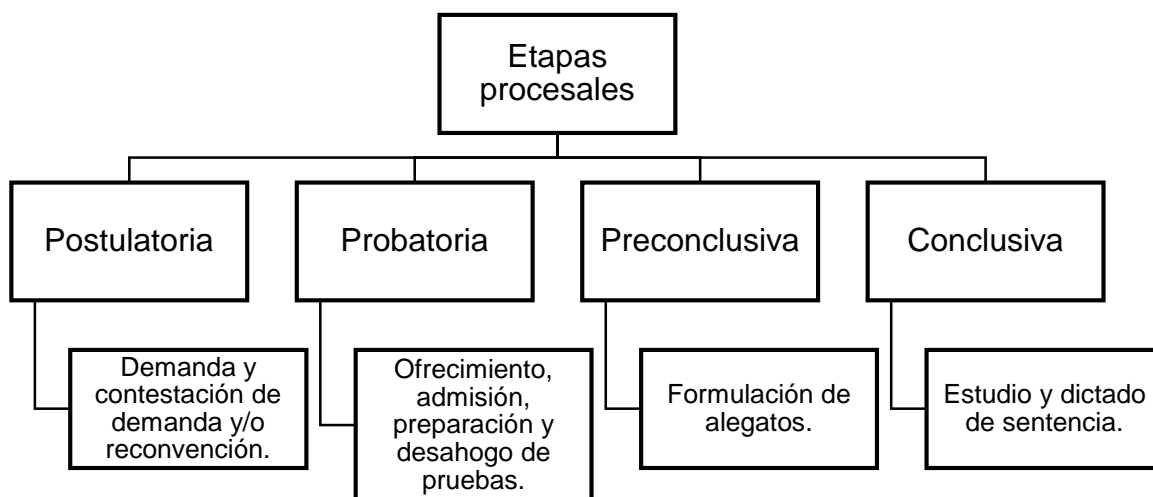 Etapas
procesales
Postulatoria
Probatoria
Preconclusiva
Conclusiva
Demanda y
contestación de
demanda y/o
reconvención.
Ofrecimiento,
admisión,
preparación y
desahogo de
pruebas.
Formulación de
alegatos.
Estudio y dictado
de sentencia.